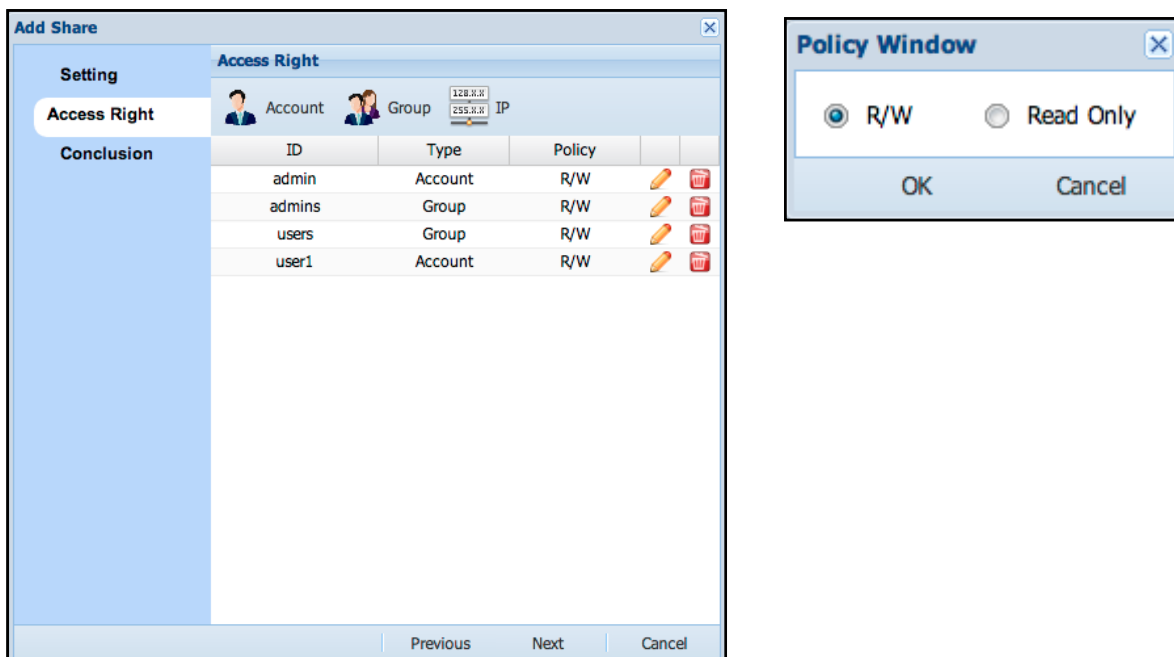 Add Share
Setting
Access Right
Conclusion
Access Right
Account Group 128.X.X 255.X.X IP
ID Type Policy
admin Account R/W
admins Group R/W
users Group R/W
user1 Account R/W
Previous Next Cancel
Policy Window
R/W Read Only
OK Cancel